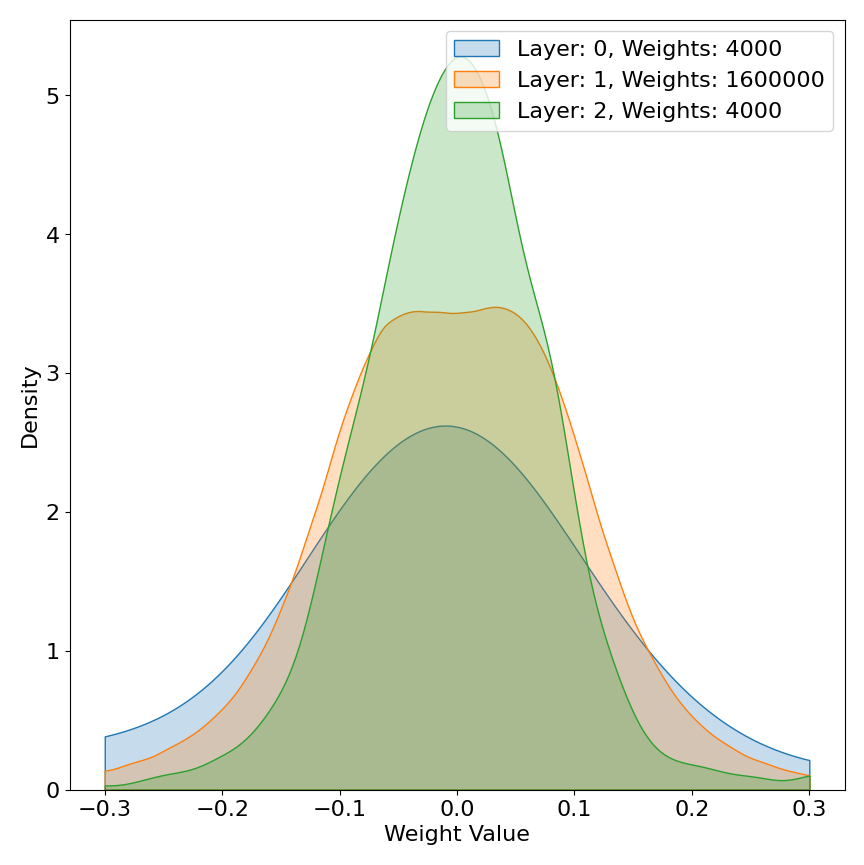 Layer: 0, Weights: 4000
Layer: 1, Weights: 1600000
Layer: 2, Weights: 4000
5
4
3
2
1
0
Density
−0.3 −0.2 −0.1 0.0 0.1 0.2 0.3
Weight Value